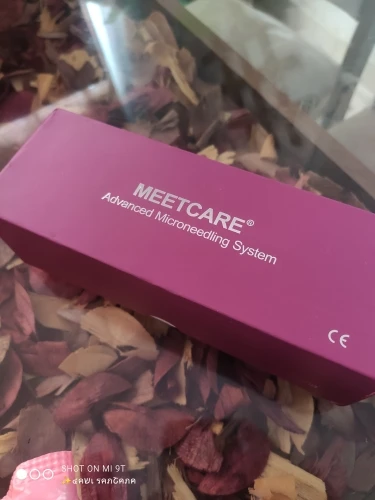 MEETCARE®
Advanced Microneedling System
CE
SHOT ON MI 9T